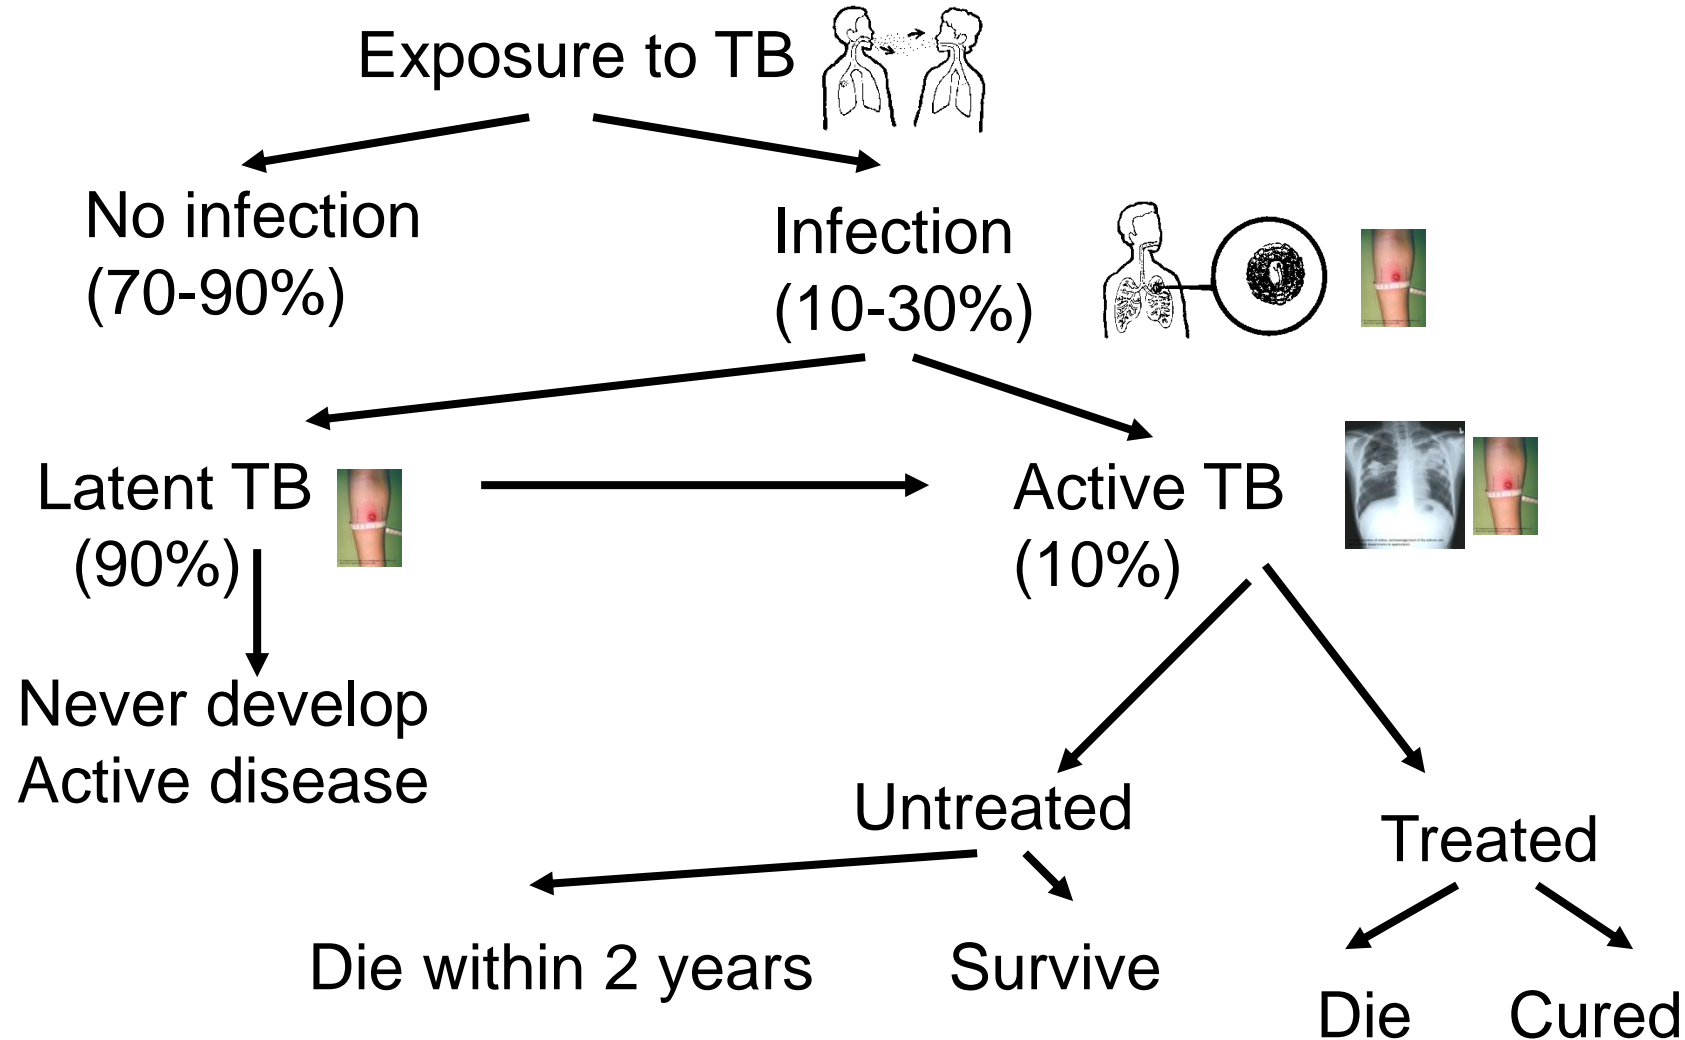 Exposure to TB
No infection
(70-90%)
Infection
(10-30%)
Latent TB
(90%)
Active TB
(10%)
Never develop
Active disease
Untreated
Treated
Die within 2 years
Survive
Die
Cured